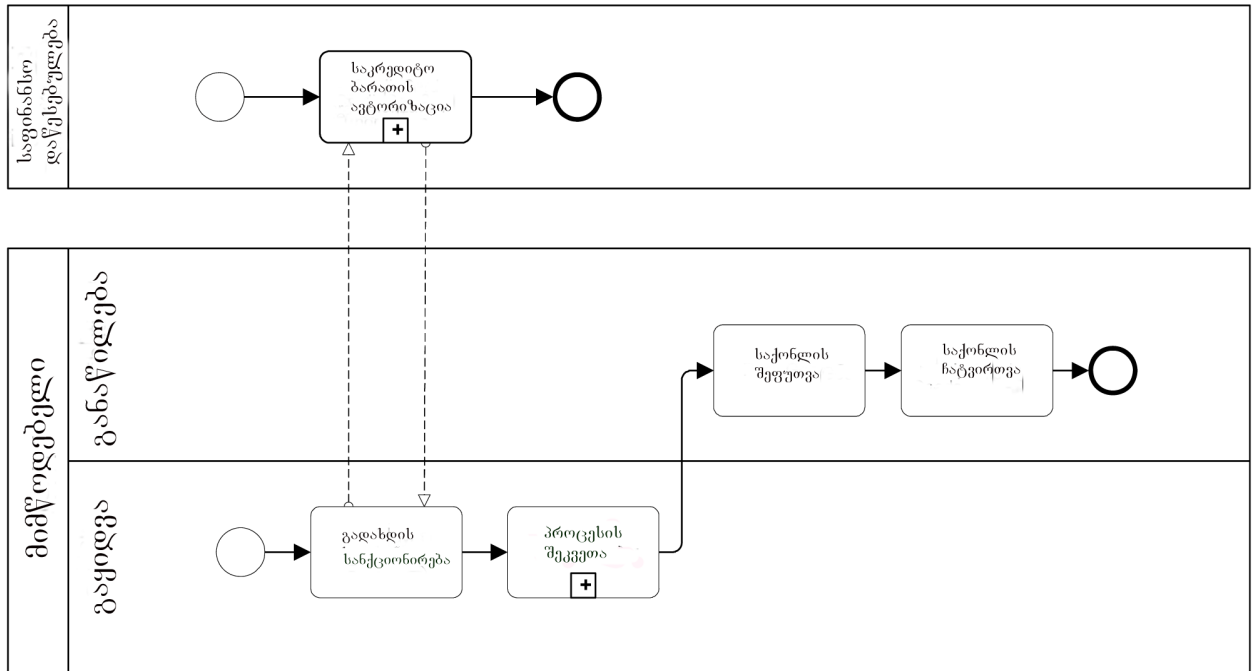 საფინანსო
დაწესებულება
საკრედიტო
ბარათის
ავტორიზაცია
მიმწოდებელი
განაწილება
საქონლის
შეფუთვა
საქონლის
ჩატვირთვა
გაყიდვა
გადახდის
სანქციონირება
პროცესის
შეკვეთა